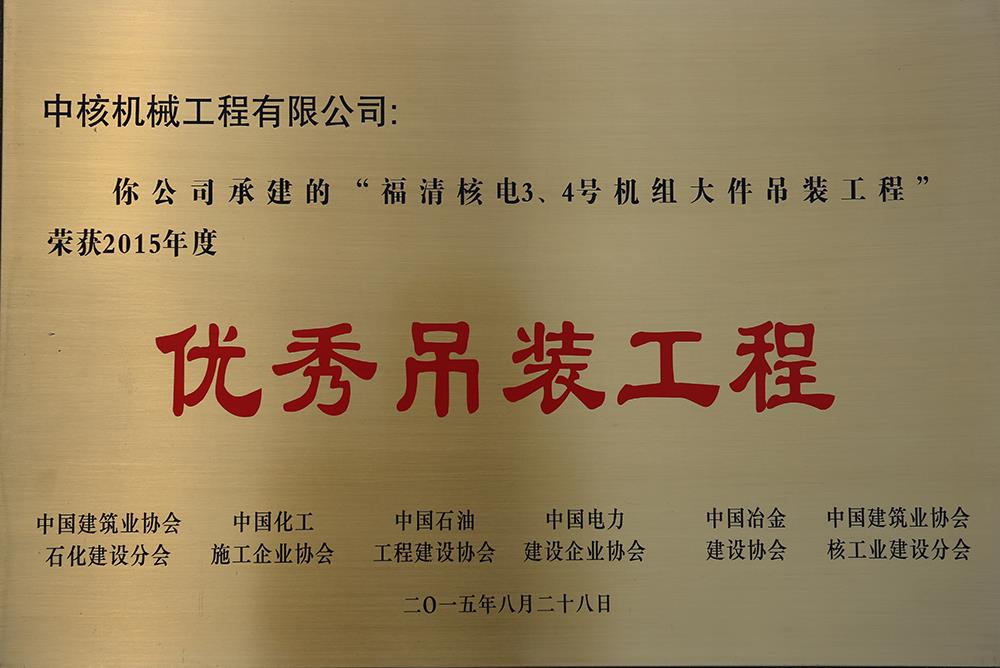 中核机械工程有限公司:
你公司承建的“福清核电3、4号机组大件吊装工程”
荣获2015年度
优秀吊装工程
中国建筑业协会 中国化工 中国石油 中国电力 中国冶金 中国建筑业协会
石化建设分会 施工企业协会 工程建设协会 建设企业协会 建设协会 核工业建设分会
二〇一五年八月二十八日